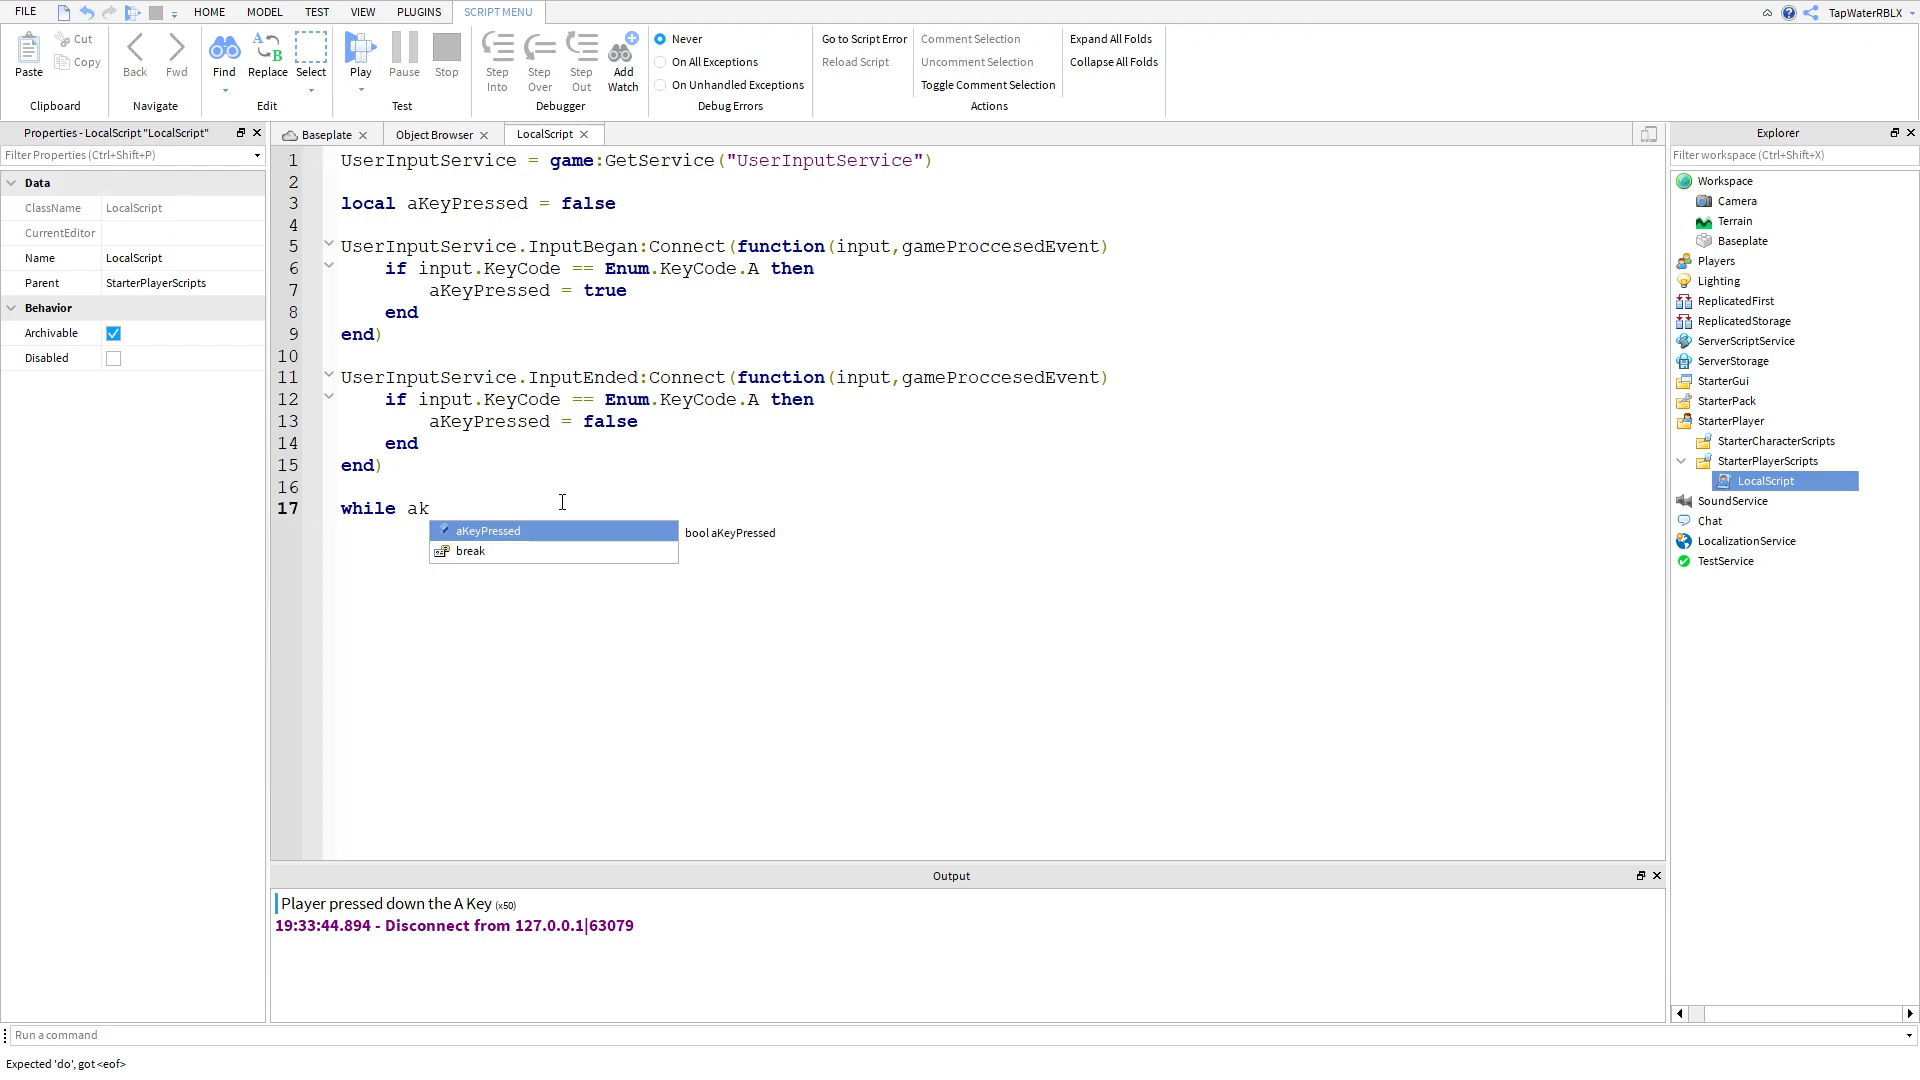 FILE HOME MODEL TEST VIEW PLUGINS SCRIPT MENU TapWaterRBLX
Paste Cut Copy Clipboard
Back Fwd Navigate
Find Replace Select Edit
Play Pause Stop Test
Step Into Step Over Step Out Add Watch Debugger
Never
On All Exceptions
On Unhandled Exceptions
Debug Errors
Go to Script Error
Reload Script
Comment Selection
Uncomment Selection
Toggle Comment Selection
Actions
Expand All Folds
Collapse All Folds
Properties - LocalScript "LocalScript"
Filter Properties (Ctrl+Shift+P)
Data
ClassName LocalScript
CurrentEditor
Name LocalScript
Parent StarterPlayerScripts
Behavior
Archivable
Disabled
Baseplate Object Browser LocalScript
1 UserInputService = game:GetService("UserInputService")
2
3 local aKeyPressed = false
4
5 UserInputService.InputBegan:Connect(function(input,gameProccesedEvent)
6 if input.KeyCode == Enum.KeyCode.A then
7 aKeyPressed = true
8 end
9 end)
10
11 UserInputService.InputEnded:Connect(function(input,gameProccesedEvent)
12 if input.KeyCode == Enum.KeyCode.A then
13 aKeyPressed = false
14 end
15 end)
16
17 while ak
aKeyPressed bool aKeyPressed
break
Output
Player pressed down the A Key (x50)
19:33:44.894 - Disconnect from 127.0.0.1|63079
Explorer
Filter workspace (Ctrl+Shift+X)
Workspace
Camera
Terrain
Baseplate
Players
Lighting
ReplicatedFirst
ReplicatedStorage
ServerScriptService
ServerStorage
StarterGui
StarterPack
StarterPlayer
StarterCharacterScripts
StarterPlayerScripts
LocalScript
SoundService
Chat
LocalizationService
TestService
Run a command
Expected 'do', got <eof>